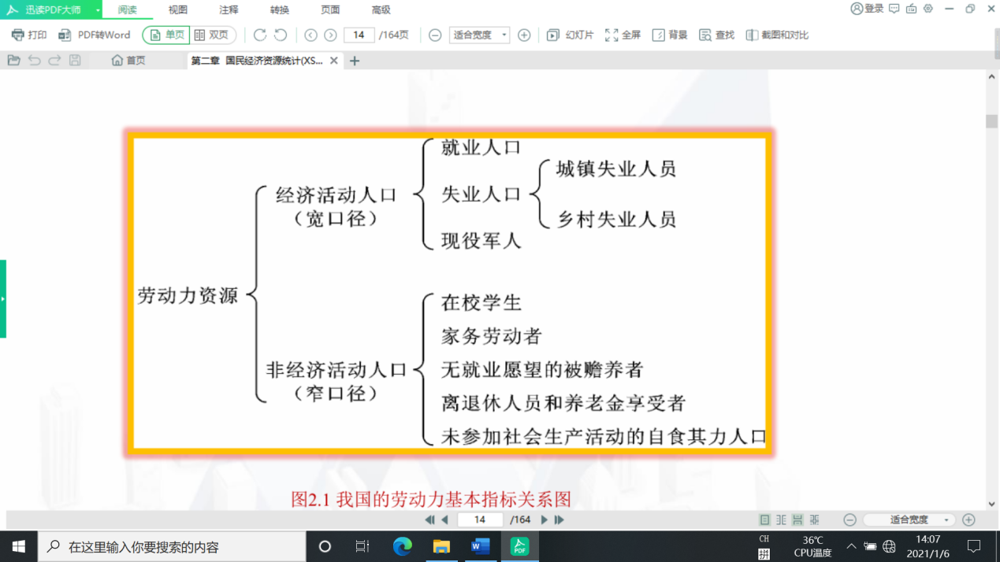 迅读PDF大师 阅读 视图 注释 转换 页面 高级 登录
打印 PDF转Word 单页 双页 14 /164页 适合宽度 幻灯片 全屏 背景 查找 截图和对比
首页 第二章 国民经济资源统计(XS...
就业人口
城镇失业人员
经济活动人口 失业人口
（宽口径） 乡村失业人员
现役军人
劳动力资源
在校学生
家务劳动者
非经济活动人口 无就业愿望的被赡养者
（窄口径） 离退休人员和养老金享受者
未参加社会生产活动的自食其力人口
图2.1 我国的劳动力基本指标关系图
14 /164 适合宽度
在这里输入你要搜索的内容
W PDF
CH
拼
36℃
CPU温度
14:07
2021/1/6